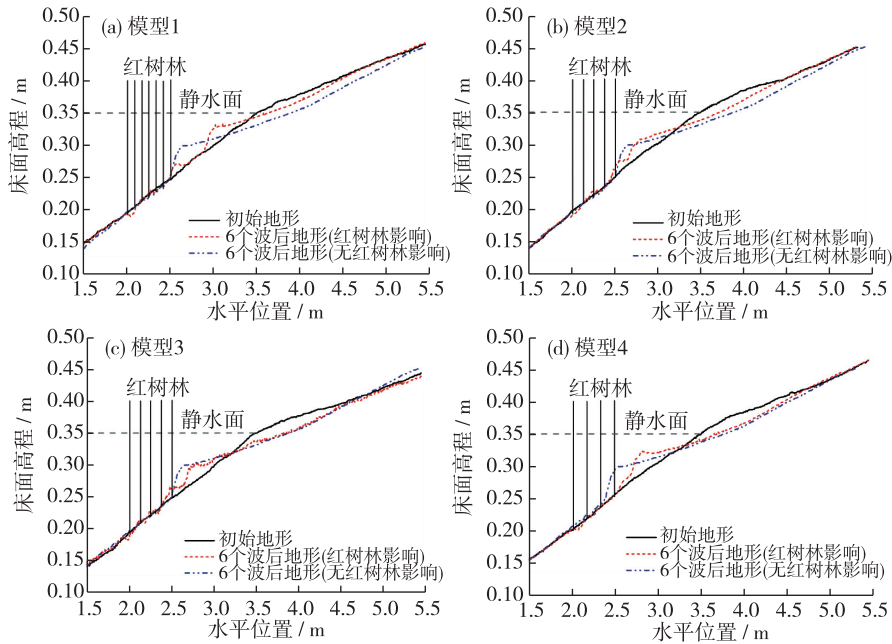 (a) 模型1
红树林
静水面
床面高程 / m
0.50
0.45
0.40
0.35
0.30
0.25
0.20
0.15
0.10
初始地形
6个波后地形(红树林影响)
6个波后地形(无红树林影响)
1.5 2.0 2.5 3.0 3.5 4.0 4.5 5.0 5.5
水平位置 / m
(b) 模型2
红树林
静水面
床面高程 / m
0.50
0.45
0.40
0.35
0.30
0.25
0.20
0.15
0.10
初始地形
6个波后地形(红树林影响)
6个波后地形(无红树林影响)
1.5 2.0 2.5 3.0 3.5 4.0 4.5 5.0 5.5
水平位置 / m
(c) 模型3
红树林
静水面
床面高程 / m
0.50
0.45
0.40
0.35
0.30
0.25
0.20
0.15
0.10
初始地形
6个波后地形(红树林影响)
6个波后地形(无红树林影响)
1.5 2.0 2.5 3.0 3.5 4.0 4.5 5.0 5.5
水平位置 / m
(d) 模型4
红树林
静水面
床面高程 / m
0.50
0.45
0.40
0.35
0.30
0.25
0.20
0.15
0.10
初始地形
6个波后地形(红树林影响)
6个波后地形(无红树林影响)
1.5 2.0 2.5 3.0 3.5 4.0 4.5 5.0 5.5
水平位置 / m